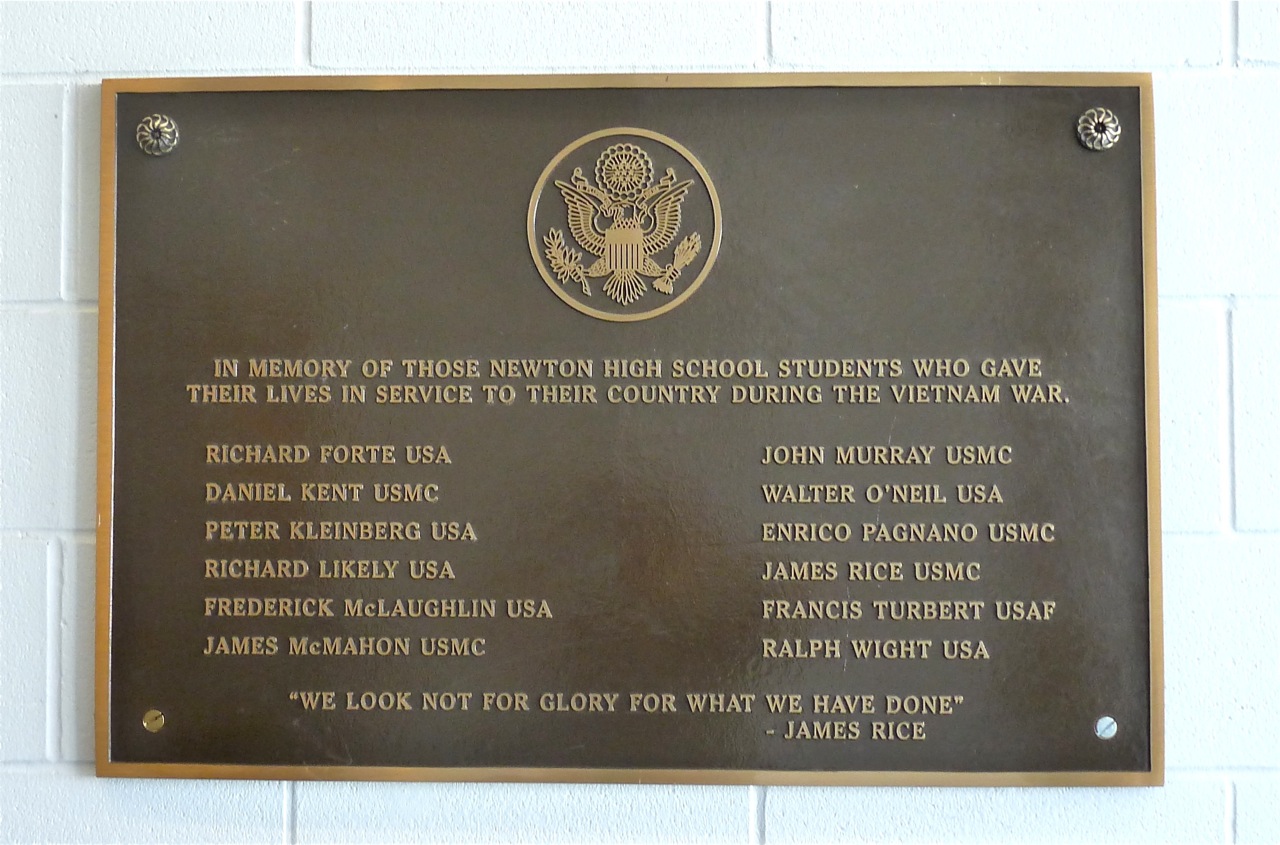 IN MEMORY OF THOSE NEWTON HIGH SCHOOL STUDENTS WHO GAVE
THEIR LIVES IN SERVICE TO THEIR COUNTRY DURING THE VIETNAM WAR.
RICHARD FORTE USA
DANIEL KENT USMC
PETER KLEINBERG USA
RICHARD LIKELY USA
FREDERICK McLAUGHLIN USA
JAMES McMAHON USMC
JOHN MURRAY USMC
WALTER O'NEIL USA
ENRICO PAGNANO USMC
JAMES RICE USMC
FRANCIS TURBERT USAF
RALPH WIGHT USA
“WE LOOK NOT FOR GLORY FOR WHAT WE HAVE DONE”
- JAMES RICE